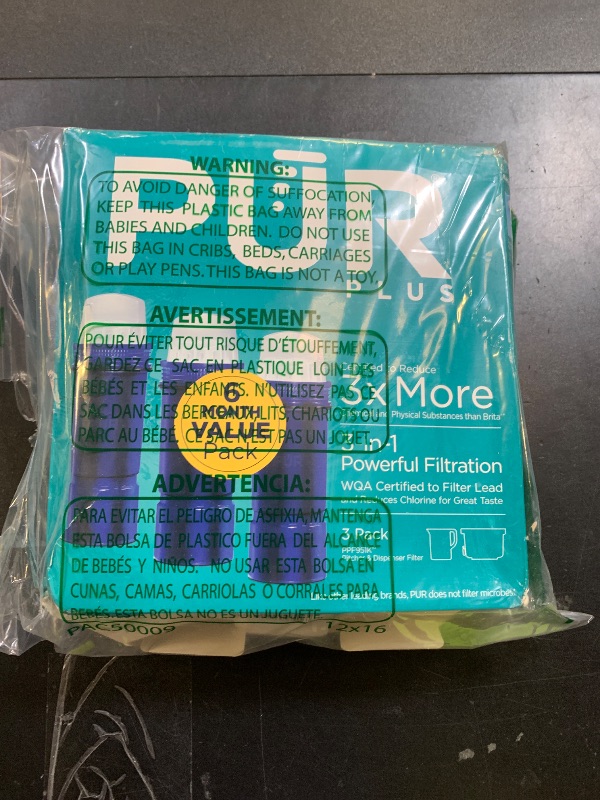 PUR
PLUS
WARNING:
TO AVOID DANGER OF SUFFOCATION,
KEEP THIS PLASTIC BAG AWAY FROM
BABIES AND CHILDREN. DO NOT USE
THIS BAG IN CRIBS, BEDS, CARRIAGES
OR PLAY PENS. THIS BAG IS NOT A TOY.
AVERTISSEMENT:
POUR ÉVITER TOUT RISQUE D'ÉTOUFFEMENT,
GARDEZ CE SAC EN PLASTIQUE LOIN DES
BÉBÉS ET LES ENFANTS. N'UTILISEZ PAS CE
SAC DANS LES BERCEAUX, LITS, CHARIOTS OU
PARC AU BÉBÉ. CE SAC N'EST PAS UN JOUET.
6
MONTH
VALUE
Pack
to Reduce
3x More
Physical Substances than Brita
3-in-1
Powerful Filtration
WQA Certified to Filter Lead
and Reduces Chlorine for Great Taste
3 Pack
Pitcher & Dispenser Filter
brands, PUR does not filter microbes
ADVERTENCIA:
PARA EVITAR EL PELIGRO DE ASFIXIA, MANTENGA
ESTA BOLSA DE PLASTICO FUERA DEL ALCANCE
DE BEBÉS Y NIÑOS. NO USAR ESTA BOLSA EN
CUNAS, CAMAS, CARRIOLAS O CORRALES PARA
BEBÉS. ESTA BOLSA NO ES UN JUGUETE
PAC50009
12x16